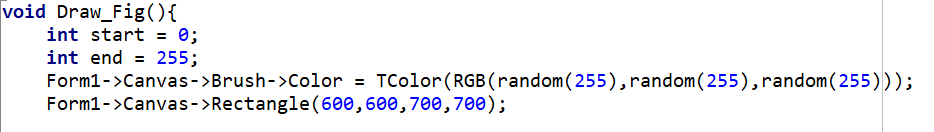 void Draw_Fig(){
int start = 0;
int end = 255;
Form1->Canvas->Brush->Color = TColor(RGB(random(255),random(255),random(255)));
Form1->Canvas->Rectangle(600,600,700,700);